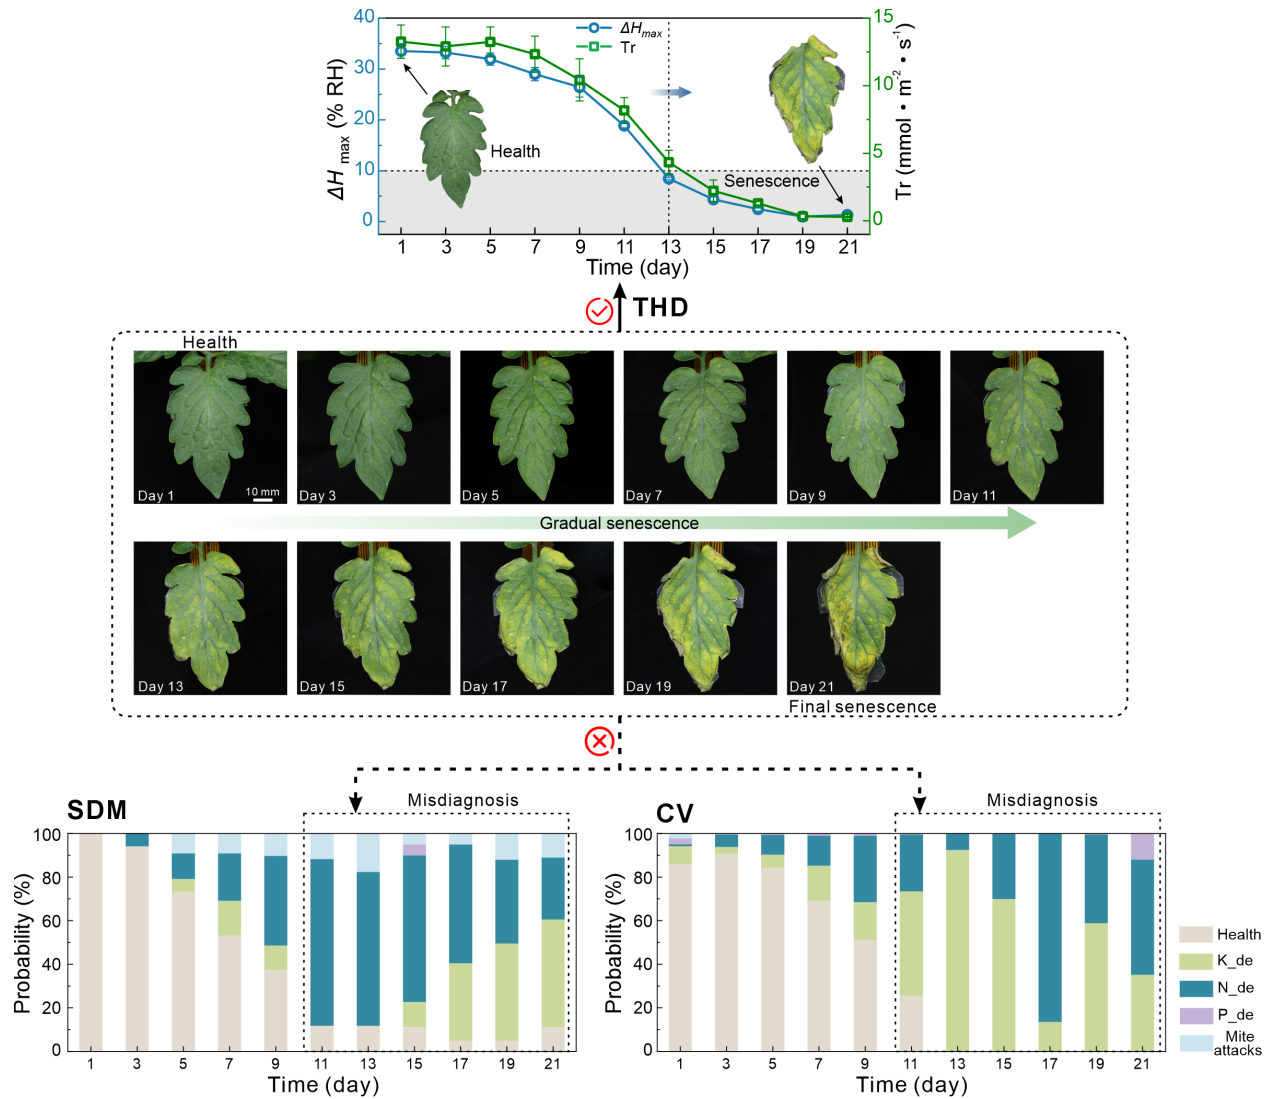 40
30
20
10
0
ΔH max (% RH)
ΔHmax
Tr
15
10
5
0
Tr (mmol • m-2 • s-1)
Health
Senescence
1 3 5 7 9 11 13 15 17 19 21
Time (day)
THD
Health
Day 1
10 mm
Day 3
Day 5
Day 7
Day 9
Day 11
Gradual senescence
Day 13
Day 15
Day 17
Day 19
Day 21
Final senescence
SDM
Misdiagnosis
100
80
60
40
20
0
Probability (%)
1 3 5 7 9 11 13 15 17 19 21
Time (day)
CV
Misdiagnosis
100
80
60
40
20
0
Probability (%)
1 3 5 7 9 11 13 15 17 19 21
Time (day)
Health
K_de
N_de
P_de
Mite
attacks